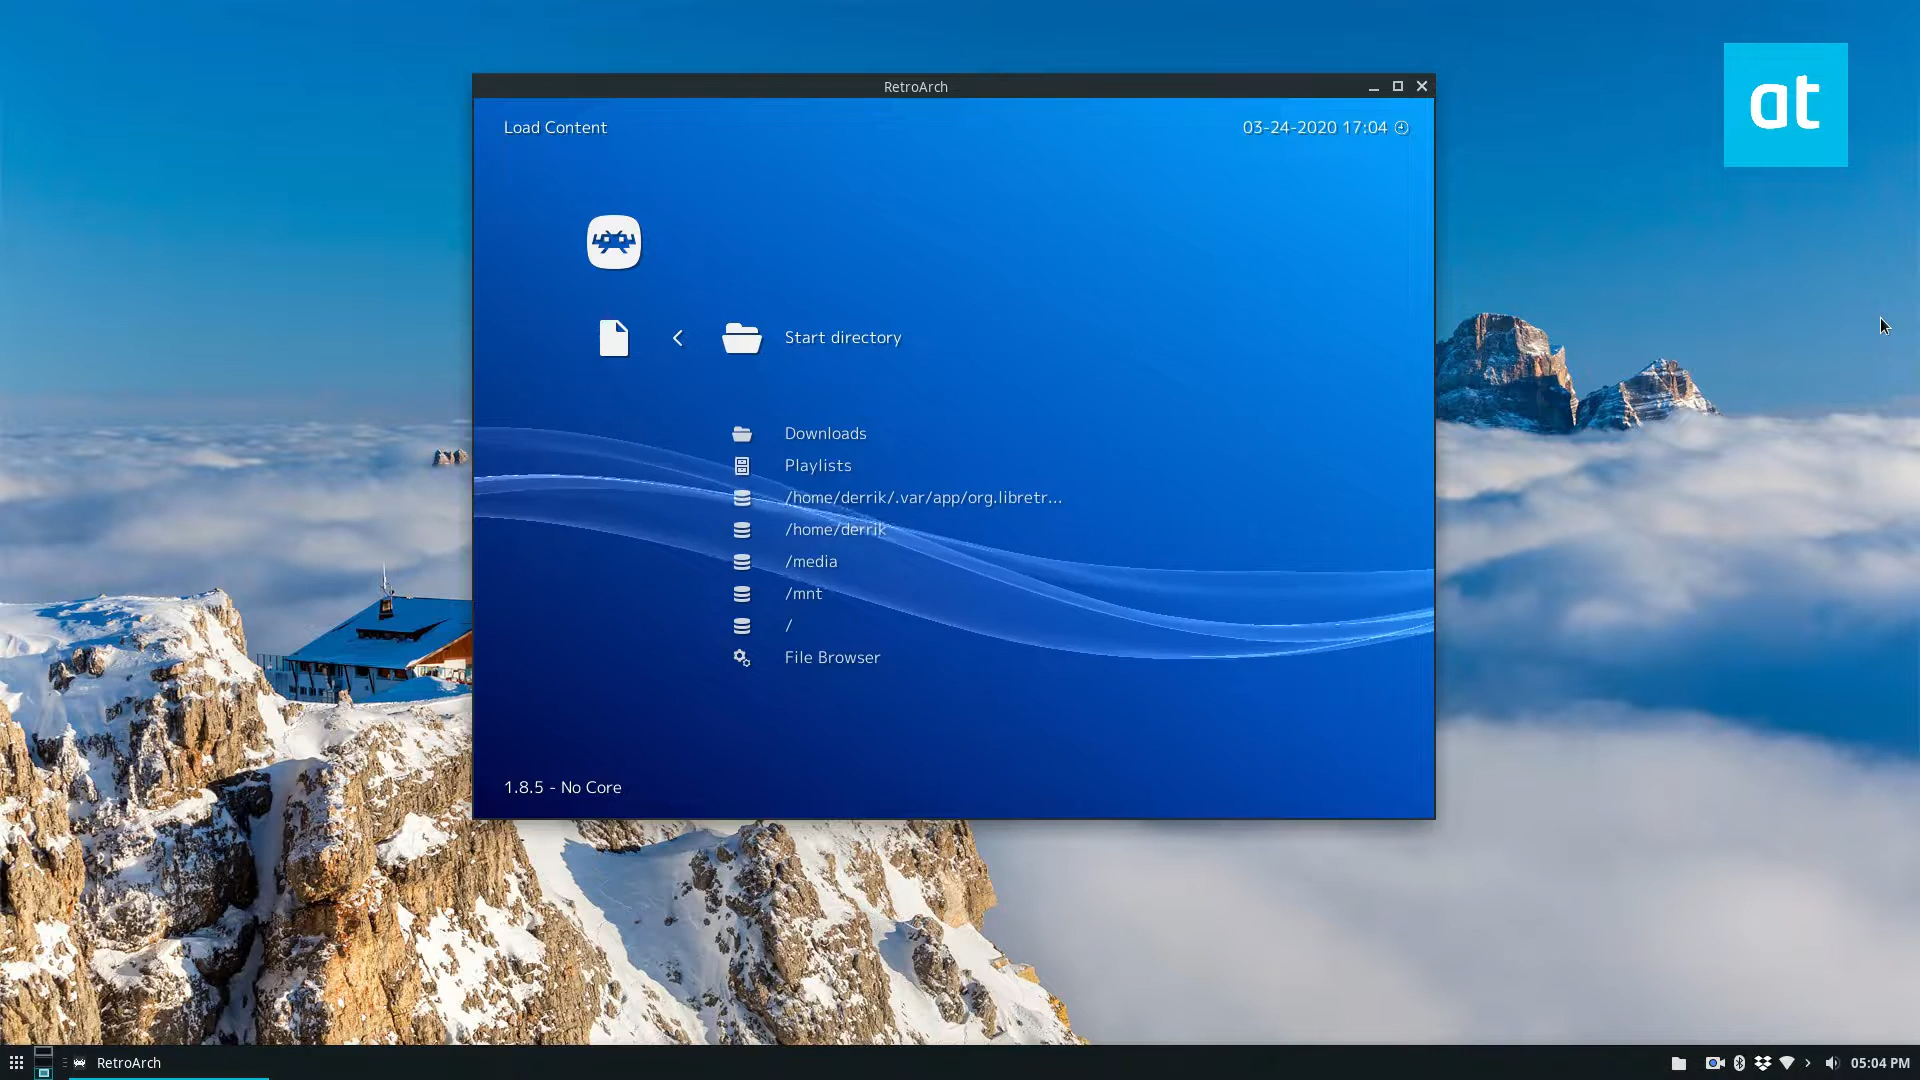 RetroArch
Load Content
03-24-2020 17:04
at
Start directory
Downloads
Playlists
/home/derrik/.var/app/org.libretr...
/home/derrik
/media
/mnt
/
File Browser
1.8.5 - No Core
RetroArch
05:04 PM